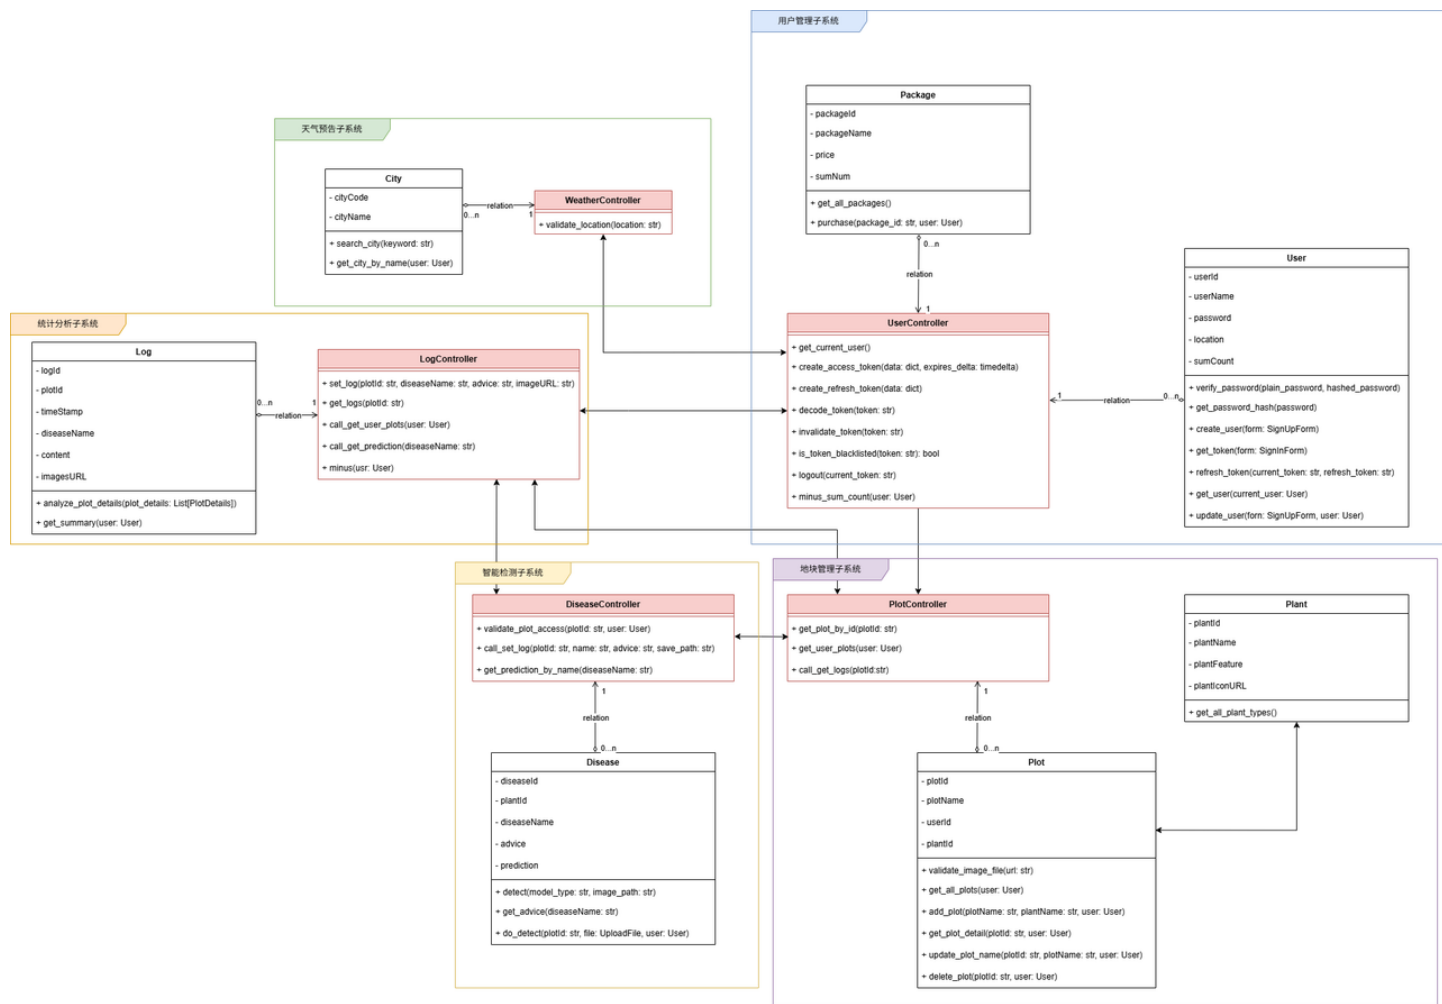 用户管理子系统
Package
- packageId
- packageName
- price
- sumNum
+ get_all_packages()
+ purchase(package_id: str, user: User)
0...n
relation
1
User
- userId
- userName
- password
- location
- sumCount
+ verify_password(plain_password, hashed_password)
+ get_password_hash(password)
+ create_user(form: SignUpForm)
+ get_token(form: SignInForm)
+ refresh_token(current_token: str, refresh_token: str)
+ get_user(current_user: User)
+ update_user(form: SignUpForm, user: User)
1
relation
0...n
UserController
+ get_current_user()
+ create_access_token(data: dict, expires_delta: timedelta)
+ create_refresh_token(data: dict)
+ decode_token(token: str)
+ invalidate_token(token: str)
+ is_token_blacklisted(token: str): bool
+ logout(current_token: str)
+ minus_sum_count(user: User)
天气预告子系统
City
- cityCode
- cityName
+ search_city(keyword: str)
+ get_city_by_name(user: User)
relation
0...n
1
WeatherController
+ validate_location(location: str)
统计分析子系统
Log
- logId
- plotId
- timeStamp
- diseaseName
- content
- imagesURL
+ analyze_plot_details(plot_details: List[PlotDetails])
+ get_summary(user: User)
0...n
1
relation
LogController
+ set_log(plotId: str, diseaseName: str, advice: str, imageURL: str)
+ get_logs(plotId: str)
+ call_get_user_plots(user: User)
+ call_get_prediction(diseaseName: str)
+ minus(usr: User)
智能检测子系统
DiseaseController
+ validate_plot_access(plotId: str, user: User)
+ call_set_log(plotId: str, name: str, advice: str, save_path: str)
+ get_prediction_by_name(diseaseName: str)
1
relation
0...n
Disease
- diseaseId
- plantId
- diseaseName
- advice
- prediction
+ detect(model_type: str, image_path: str)
+ get_advice(diseaseName: str)
+ do_detect(plotId: str, file: UploadFile, user: User)
地块管理子系统
PlotController
+ get_plot_by_id(plotId: str)
+ get_user_plots(user: User)
+ call_get_logs(plotId:str)
1
relation
0...n
Plant
- plantId
- plantName
- plantFeature
- plantIconURL
+ get_all_plant_types()
Plot
- plotId
- plotName
- userId
- plantId
+ validate_image_file(url: str)
+ get_all_plots(user: User)
+ add_plot(plotName: str, plantName: str, user: User)
+ get_plot_detail(plotId: str, user: User)
+ update_plot_name(plotId: str, plotName: str, user: User)
+ delete_plot(plotId: str, user: User)